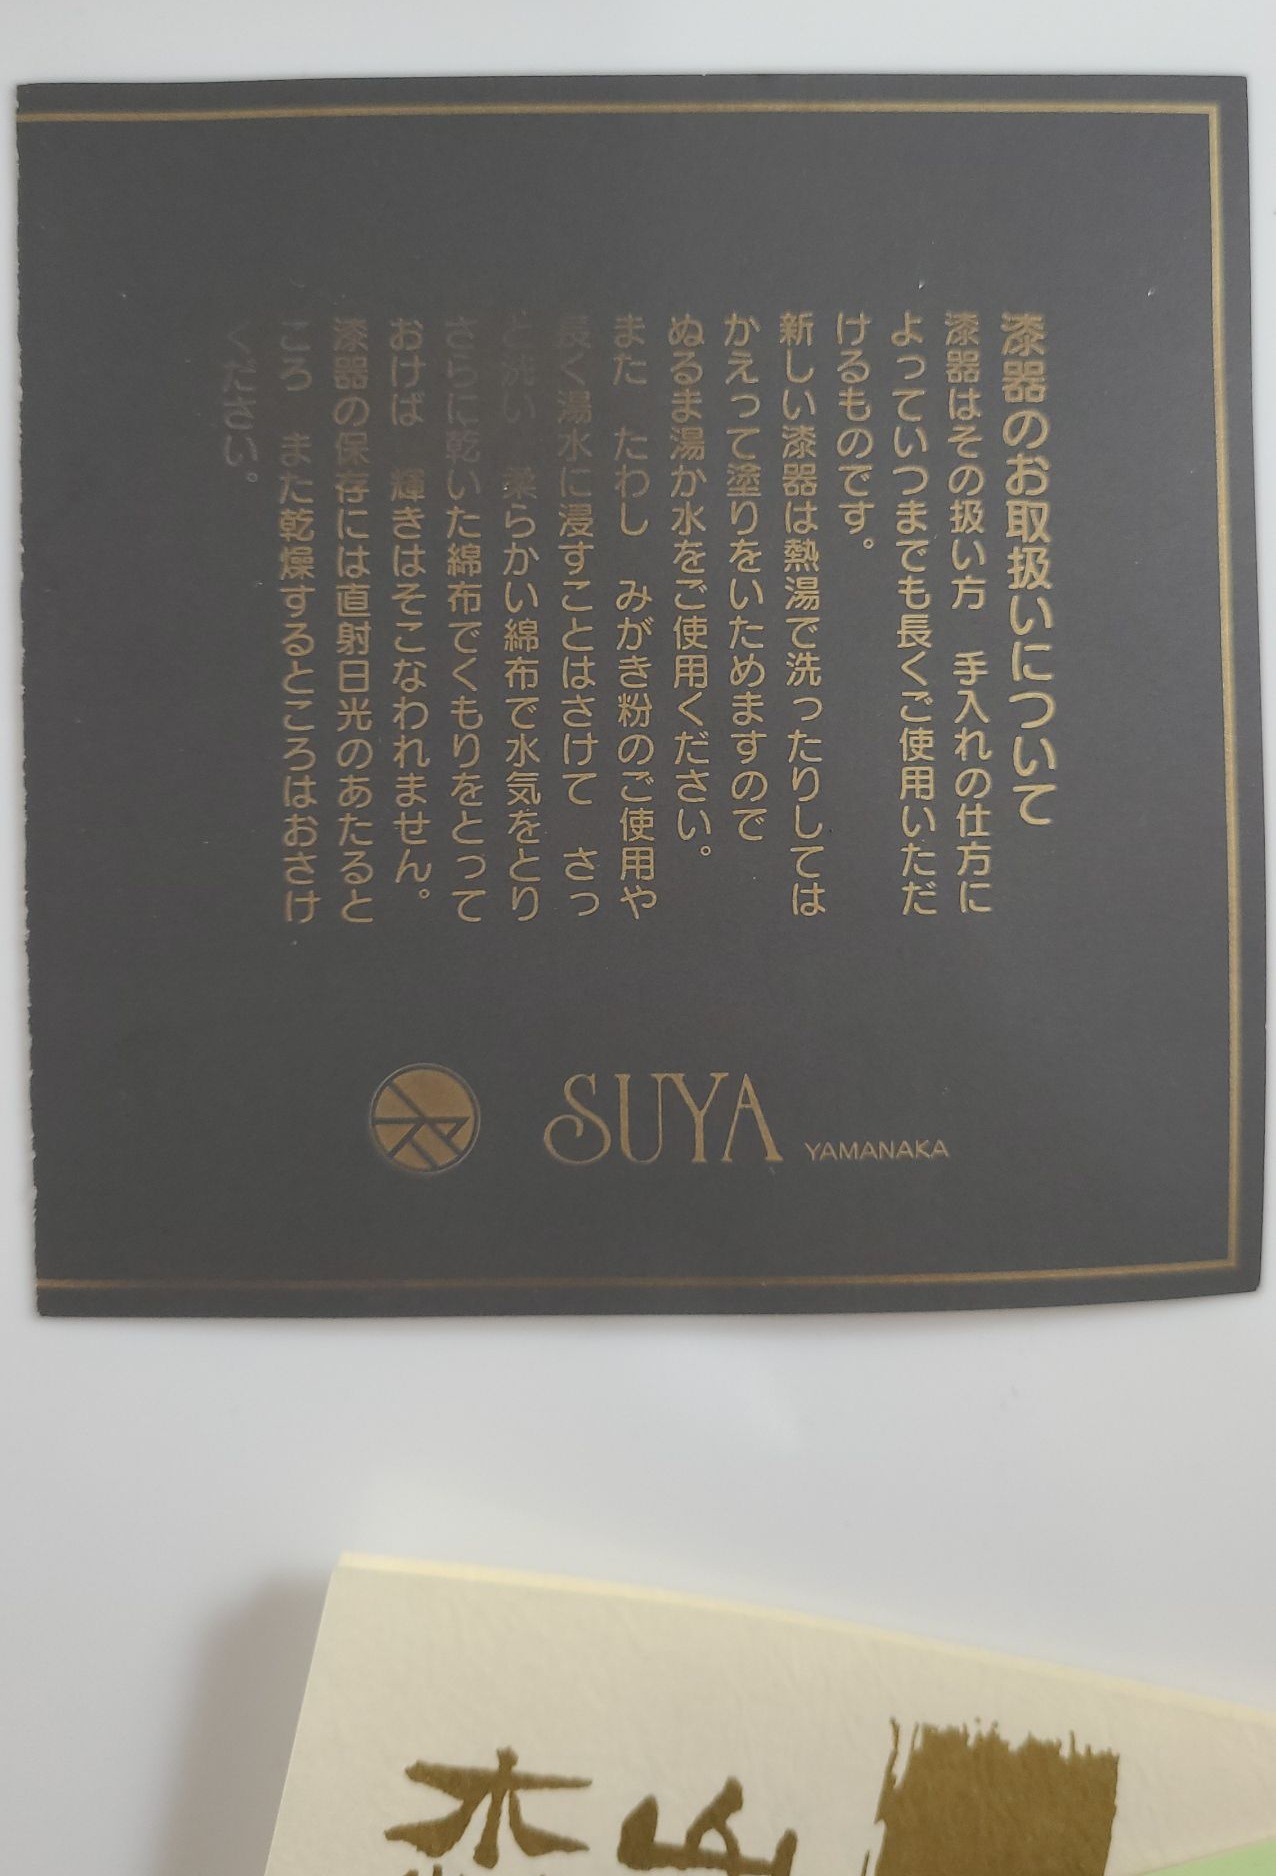 漆器のお取扱いについて
漆器はその扱い方　手入れの仕方に
よっていつまでも長くご使用いただ
けるものです。
新しい漆器は熱湯で洗ったりしては
かえって塗りをいためますので
ぬるま湯か水をご使用ください。
また　たわし　みがき粉のご使用や
長く湯水に浸すことはさけて　さっ
と洗い　柔らかい綿布で水気をとり
さらに乾いた綿布でくもりをとって
おけば　輝きはそこなわれません。
漆器の保存には直射日光のあたると
ころ　また乾燥するところはおさけ
ください。
スヤ
SUYA YAMANAKA